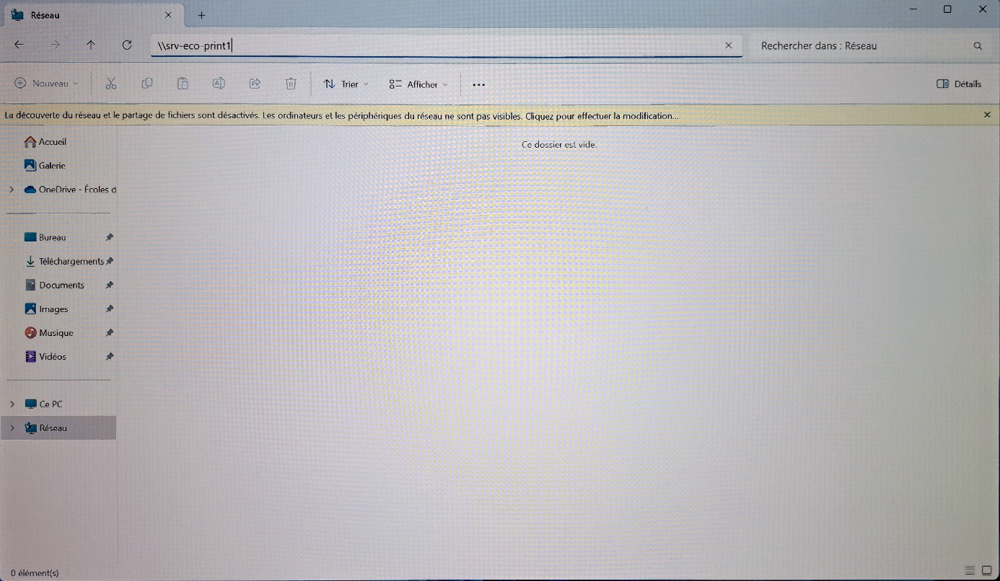 Réseau
\\srv-eco-print1
Rechercher dans : Réseau
Nouveau
Trier
Afficher
Détails
La découverte du réseau et le partage de fichiers sont désactivés. Les ordinateurs et les périphériques du réseau ne sont pas visibles. Cliquez pour effectuer la modification...
Accueil
Ce dossier est vide.
Galerie
OneDrive - Écoles d
Bureau
Téléchargements
Documents
Images
Musique
Vidéos
Ce PC
Réseau
0 élément(s)